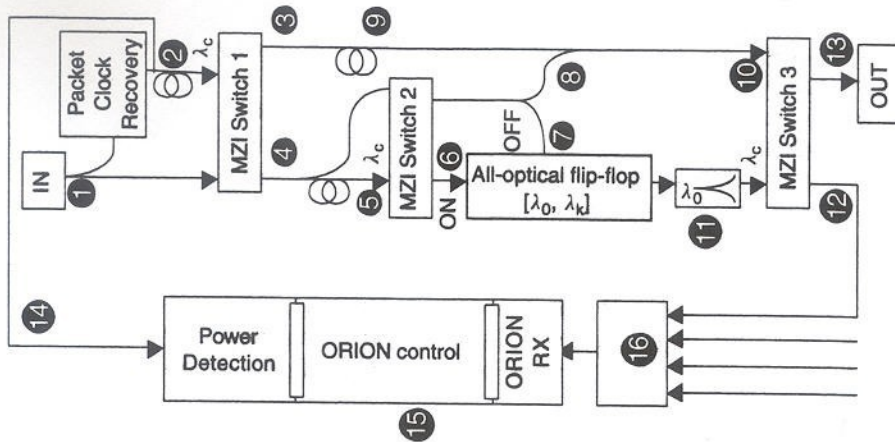 IN
Packet
Clock
Recovery
1
2
λc
3
9
MZI Switch 1
4
λc
5
MZI Switch 2
6
ON
OFF
7
8
All-optical flip-flop
[λ0, λk]
λ0
11
λc
10
MZI Switch 3
13
OUT
12
14
Power
Detection
ORION control
ORION
RX
15
16